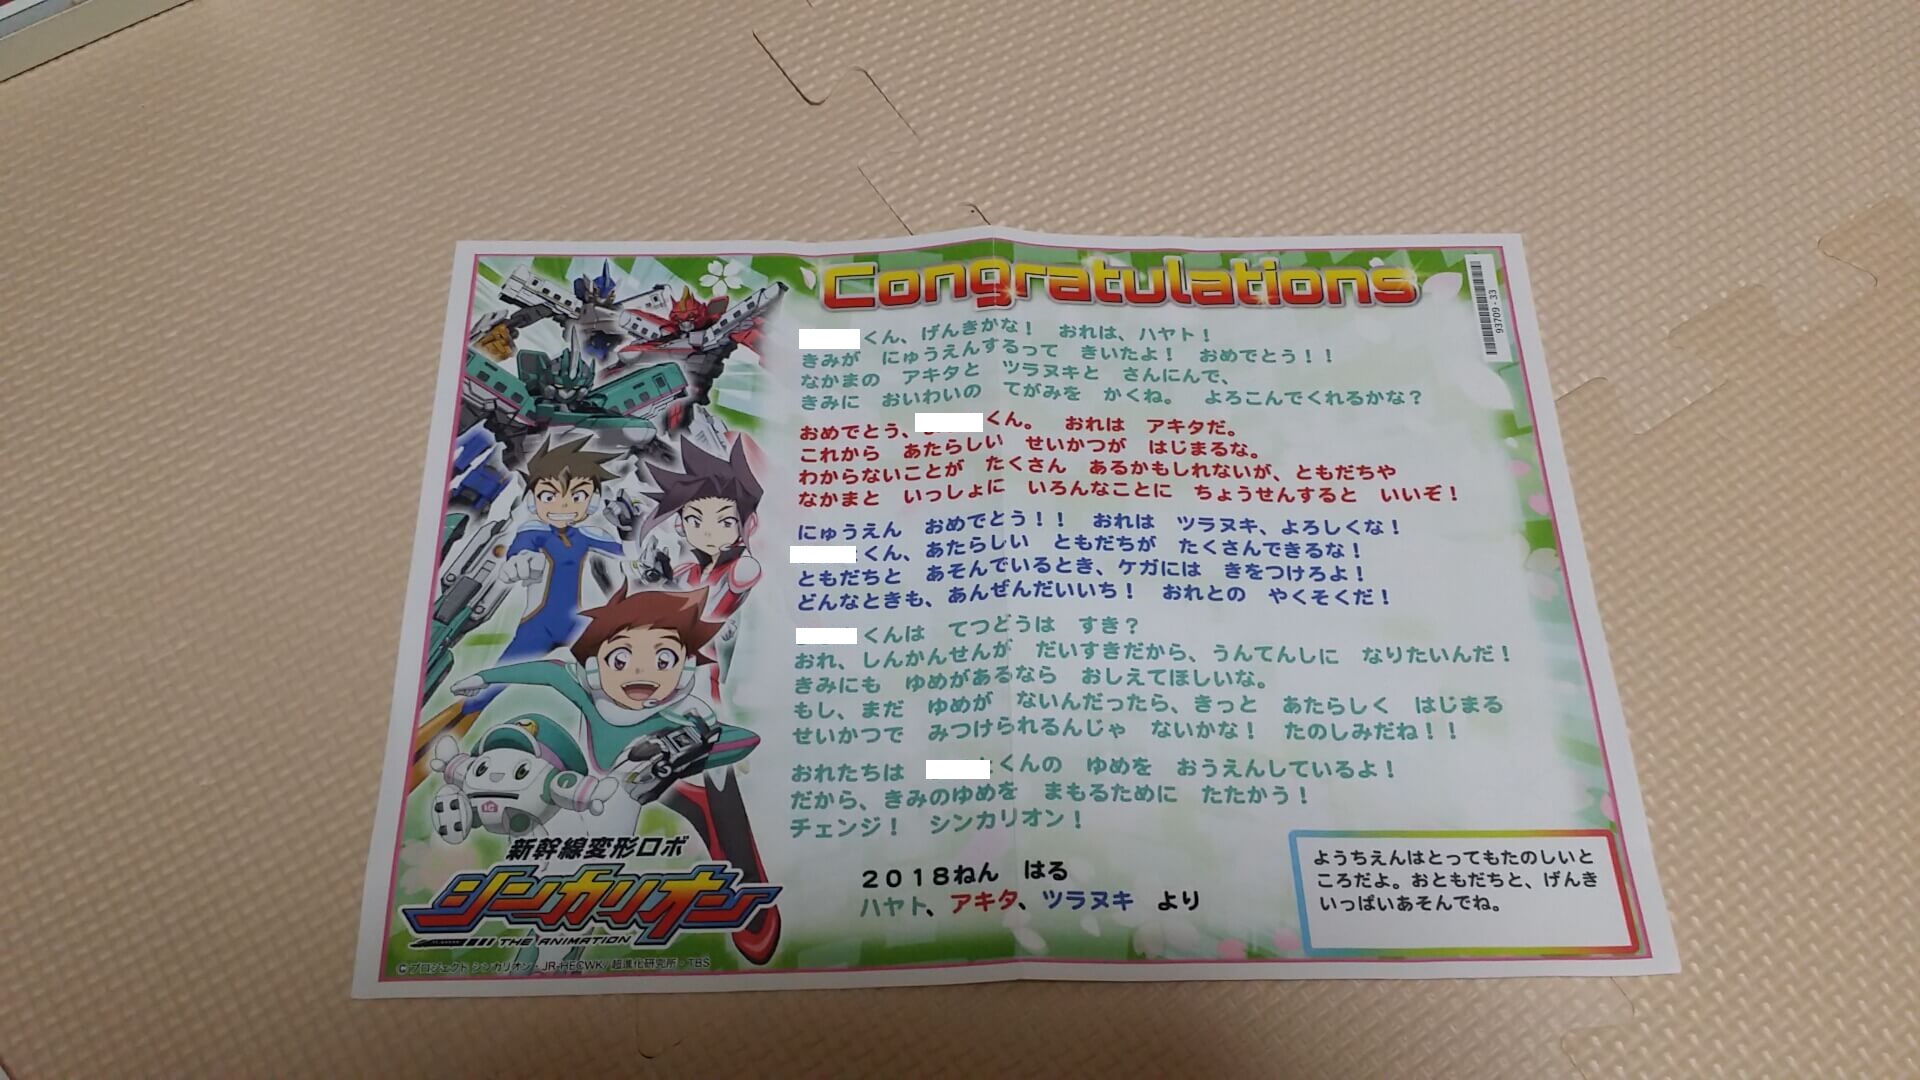 Congratulations
93709-33
くん、げんきかな！　おれは、ハヤト！
きみが　にゅうえんするって　きいたよ！　おめでとう！！
なかまの　アキタと　ツラヌキと　さんにんで、
きみに　おいわいの　てがみを　かくね。　よろこんでくれるかな？
おめでとう、くん。　おれは　アキタだ。
これから　あたらしい　せいかつが　はじまるな。
わからないことが　たくさん　あるかもしれないが、ともだちや
なかまと　いっしょに　いろんなことに　ちょうせんすると　いいぞ！
にゅうえん　おめでとう！！　おれは　ツラヌキ、よろしくな！
くん、あたらしい　ともだちが　たくさんできるな！
ともだちと　あそんでいるとき、ケガには　きをつけろよ！
どんなときも、あんぜんだいいち！　おれとの　やくそくだ！
くんは　てつどうは　すき？
おれ、しんかんせんが　だいすきだから、うんてんしに　なりたいんだ！
きみにも　ゆめがあるなら　おしえてほしいな。
もし、まだ　ゆめが　ないんだったら、きっと　あたらしく　はじまる
せいかつで　みつけられるんじゃ　ないかな！　たのしみだね！！
おれたちは　くんの　ゆめを　おうえんしているよ！
だから、きみのゆめを　まもるために　たたかう！
チェンジ！　シンカリオン！
２０１８ねん　はる
ハヤト、アキタ、ツラヌキ　より
ようちえんはとってもたのしいと
ころだよ。おともだちと、げんき
いっぱいあそんでね。
新幹線変形ロボ
シンカリオン
THE ANIMATION
©プロジェクト シンカリオン・JR-HECWK/超進化研究所・TBS